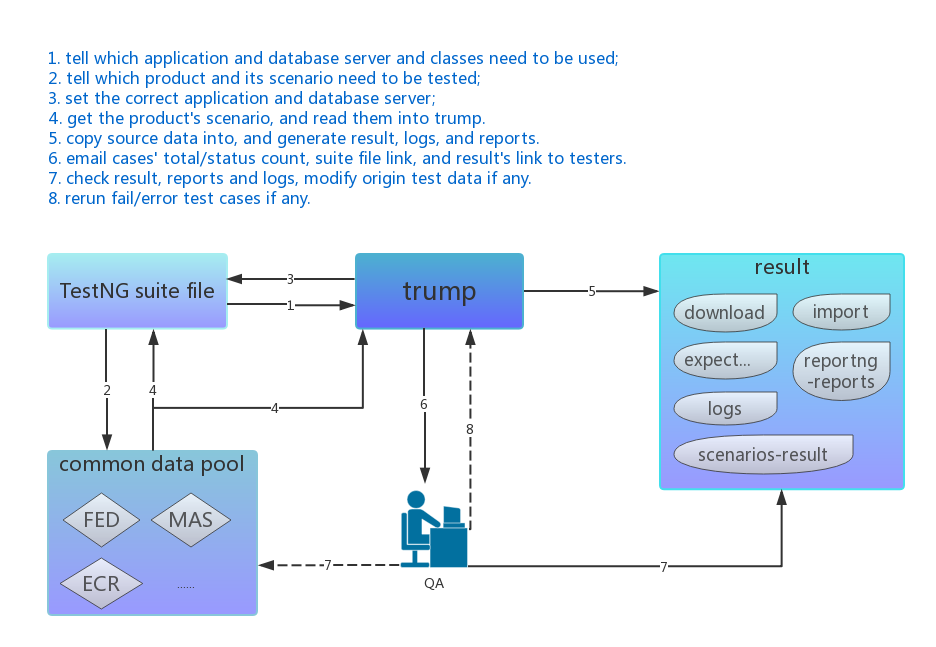 1. tell which application and database server and classes need to be used;
2. tell which product and its scenario need to be tested;
3. set the correct application and database server;
4. get the product's scenario, and read them into trump.
5. copy source data into, and generate result, logs, and reports.
6. email cases' total/status count, suite file link, and result's link to testers.
7. check result, reports and logs, modify origin test data if any.
8. rerun fail/error test cases if any.
TestNG suite file
3
1
trump
5
result
download
import
expect...
reportng
-reports
logs
scenarios-result
2
4
4
6
8
common data pool
FED
MAS
ECR
......
7
QA
7